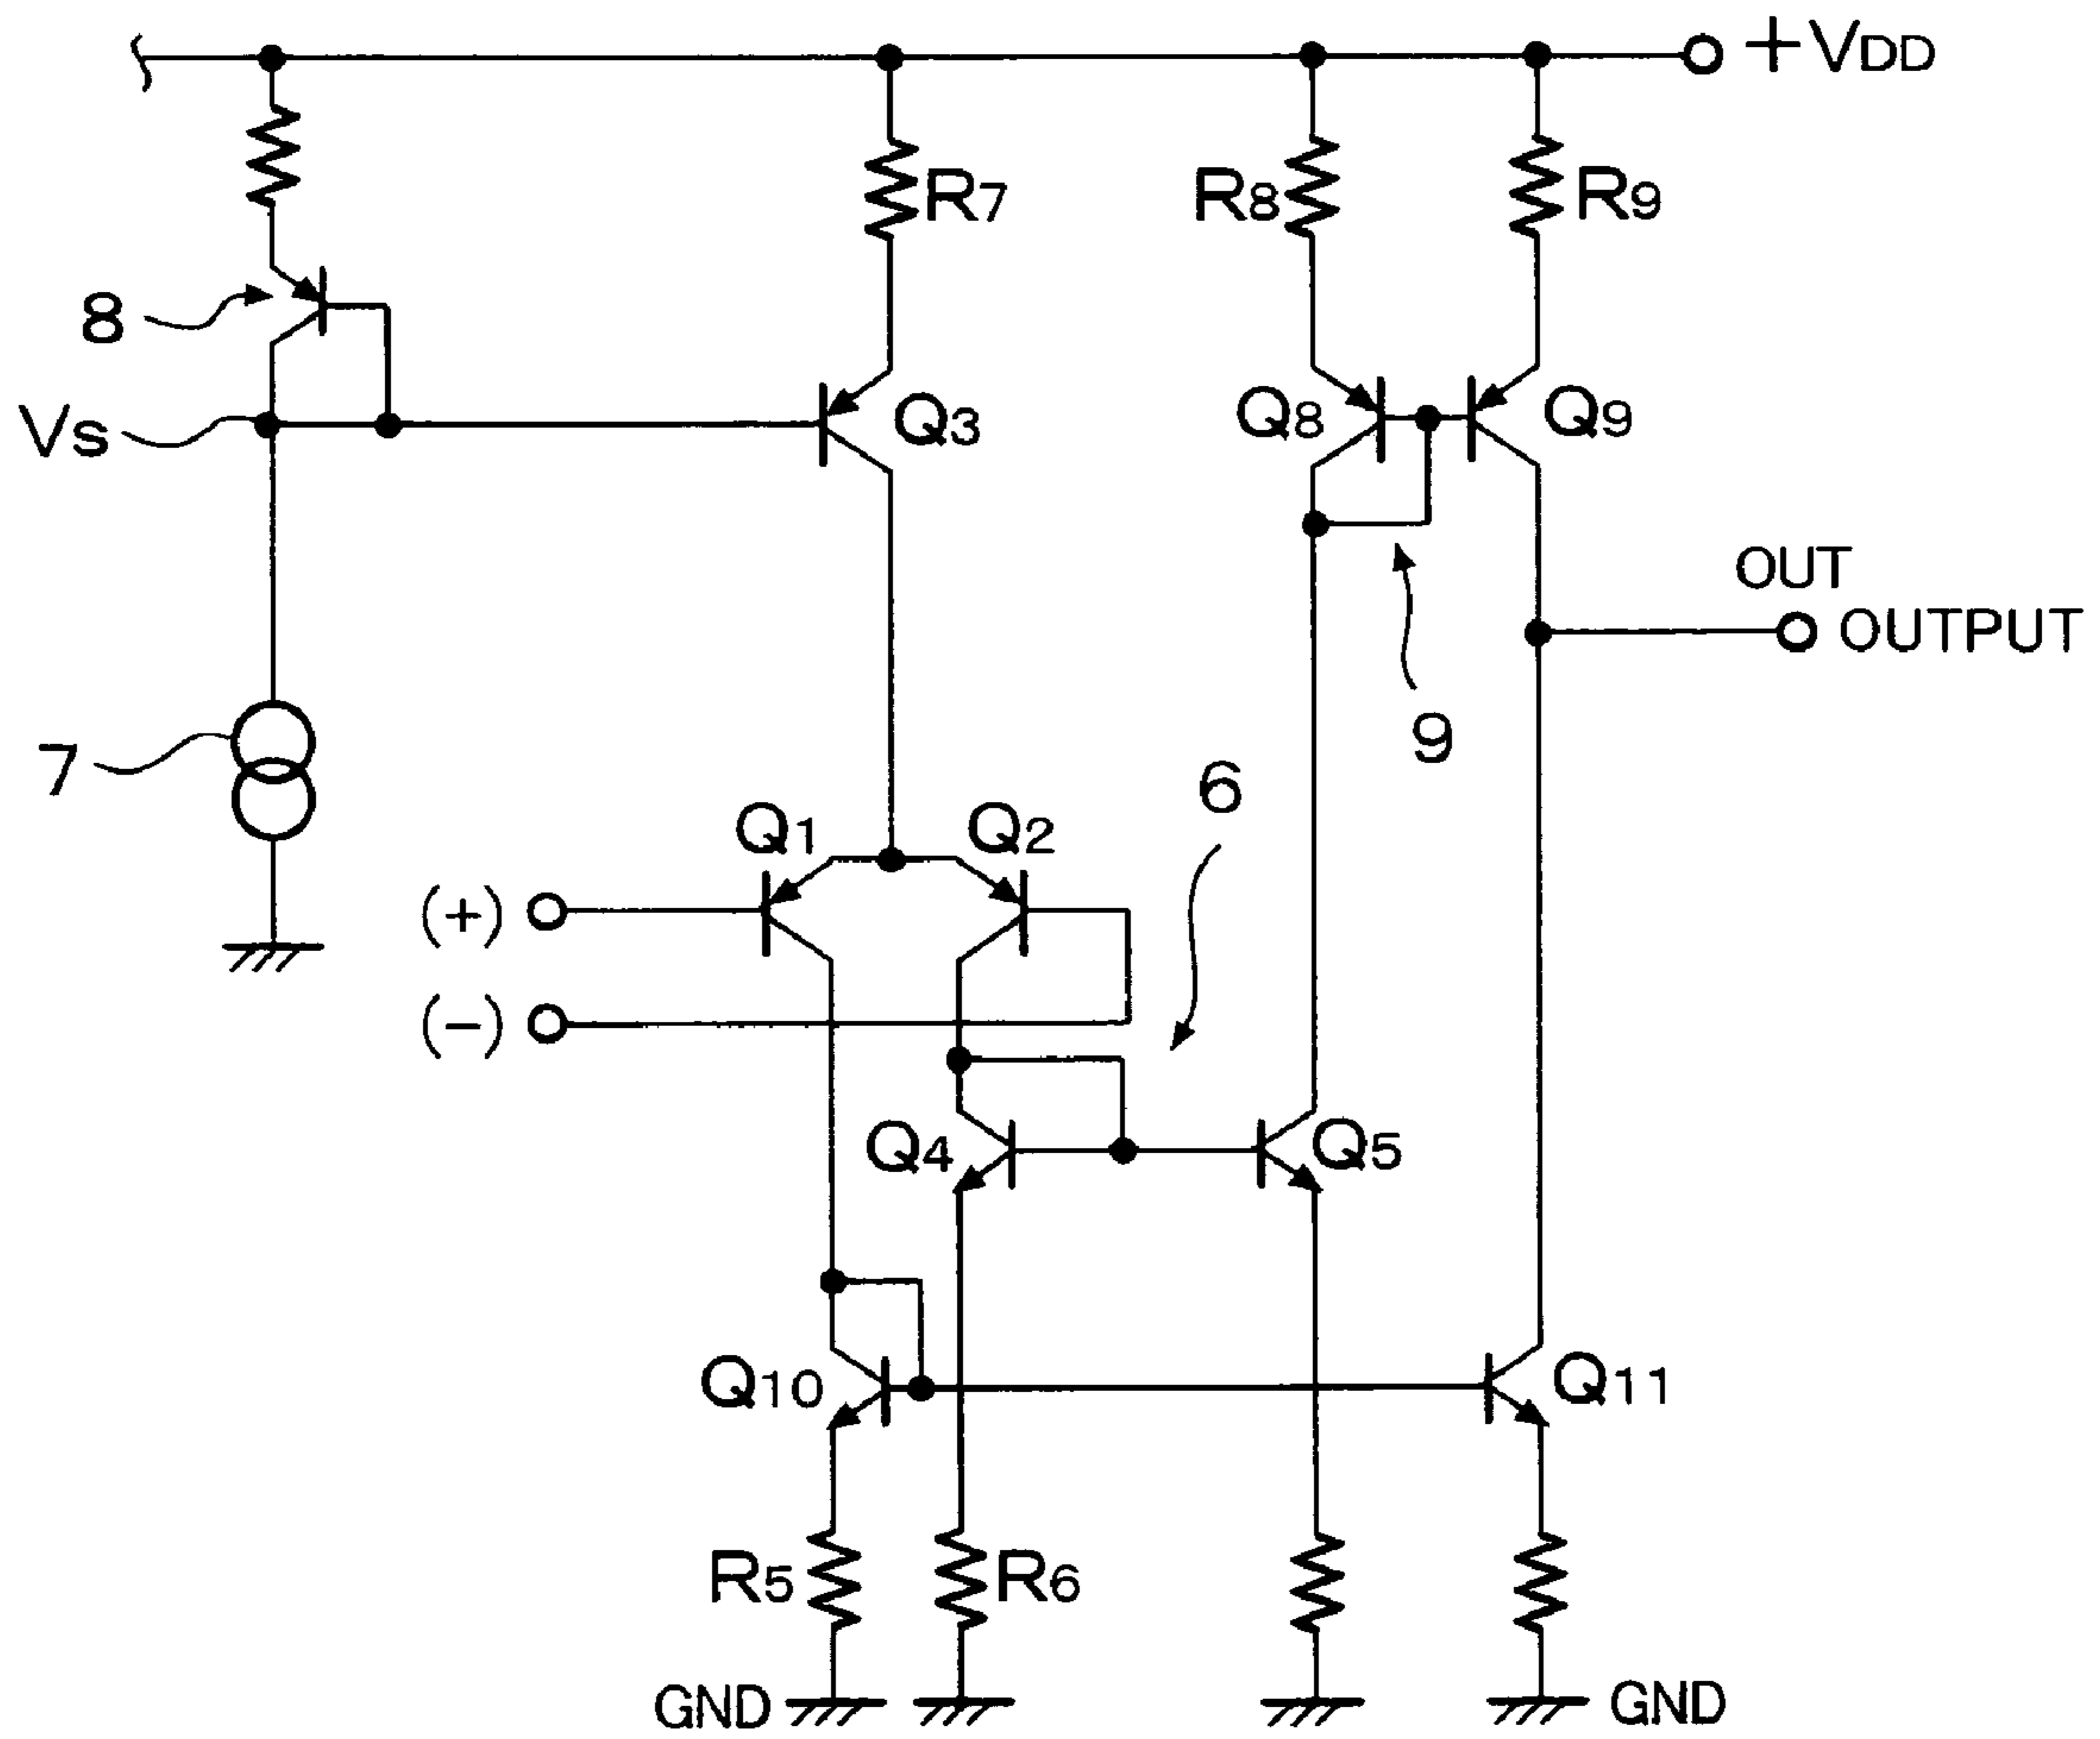 +VDD
R7
R8
R9
8
Vs
Q3
Q8
Q9
OUT
OUTPUT
7
9
6
Q1
Q2
(+)
(−)
Q4
Q5
Q10
Q11
R5
R6
GND
GND